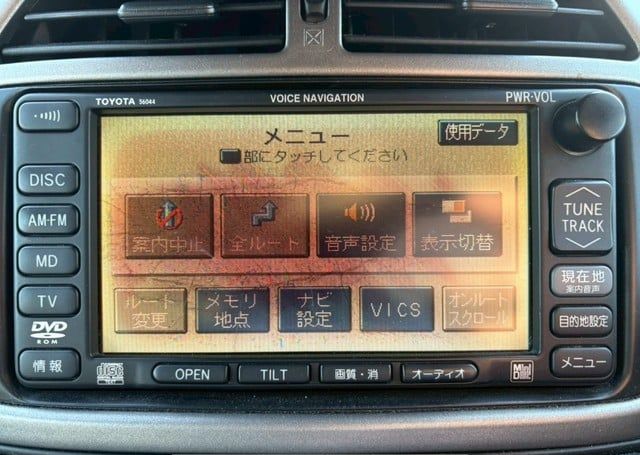 TOYOTA 56044
VOICE NAVIGATION
PWR·VOL
DISC
AM·FM
MD
TV
DVD
ROM
情報
メニュー
使用データ
部にタッチしてください
案内中止
全ルート
音声設定
表示切替
ルート
変更
メモリ
地点
ナビ
設定
VICS
オンルート
スクロール
TUNE
TRACK
現在地
案内音声
目的地設定
メニュー
disc
OPEN
TILT
画質・消
オーディオ
Mini
Disc